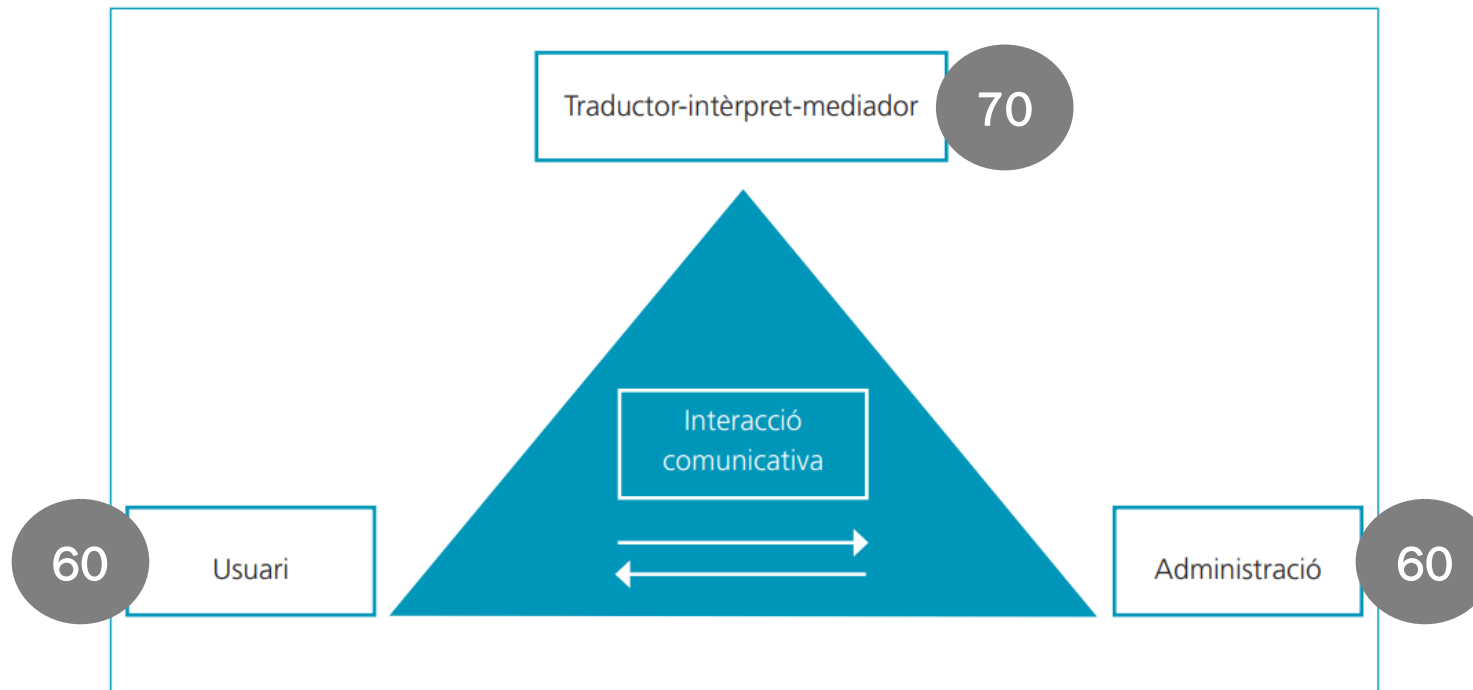 Traductor-intèrpret-mediador
70
Interacció
comunicativa
60
Usuari
Administració
60